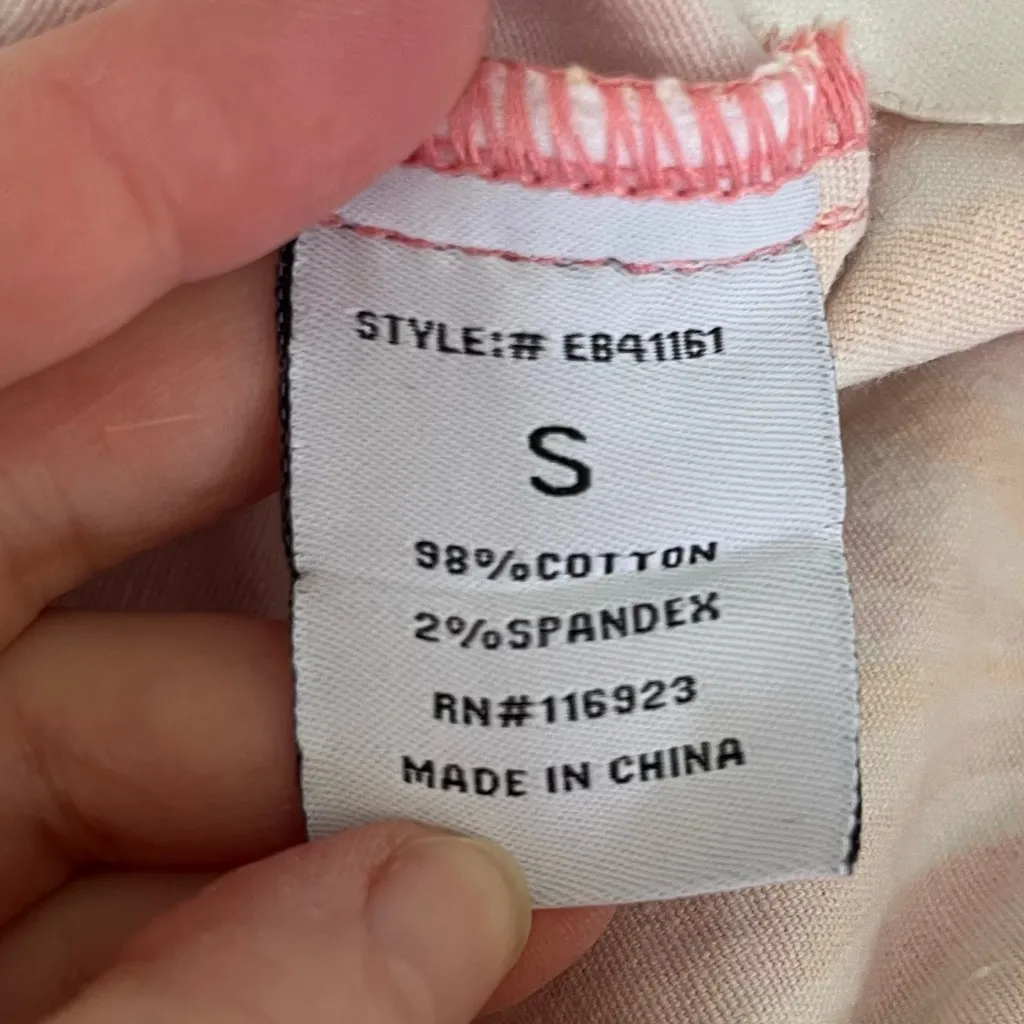 STYLE:# EB41161
S
98%COTTON
2%SPANDEX
RN#116923
MADE IN CHINA